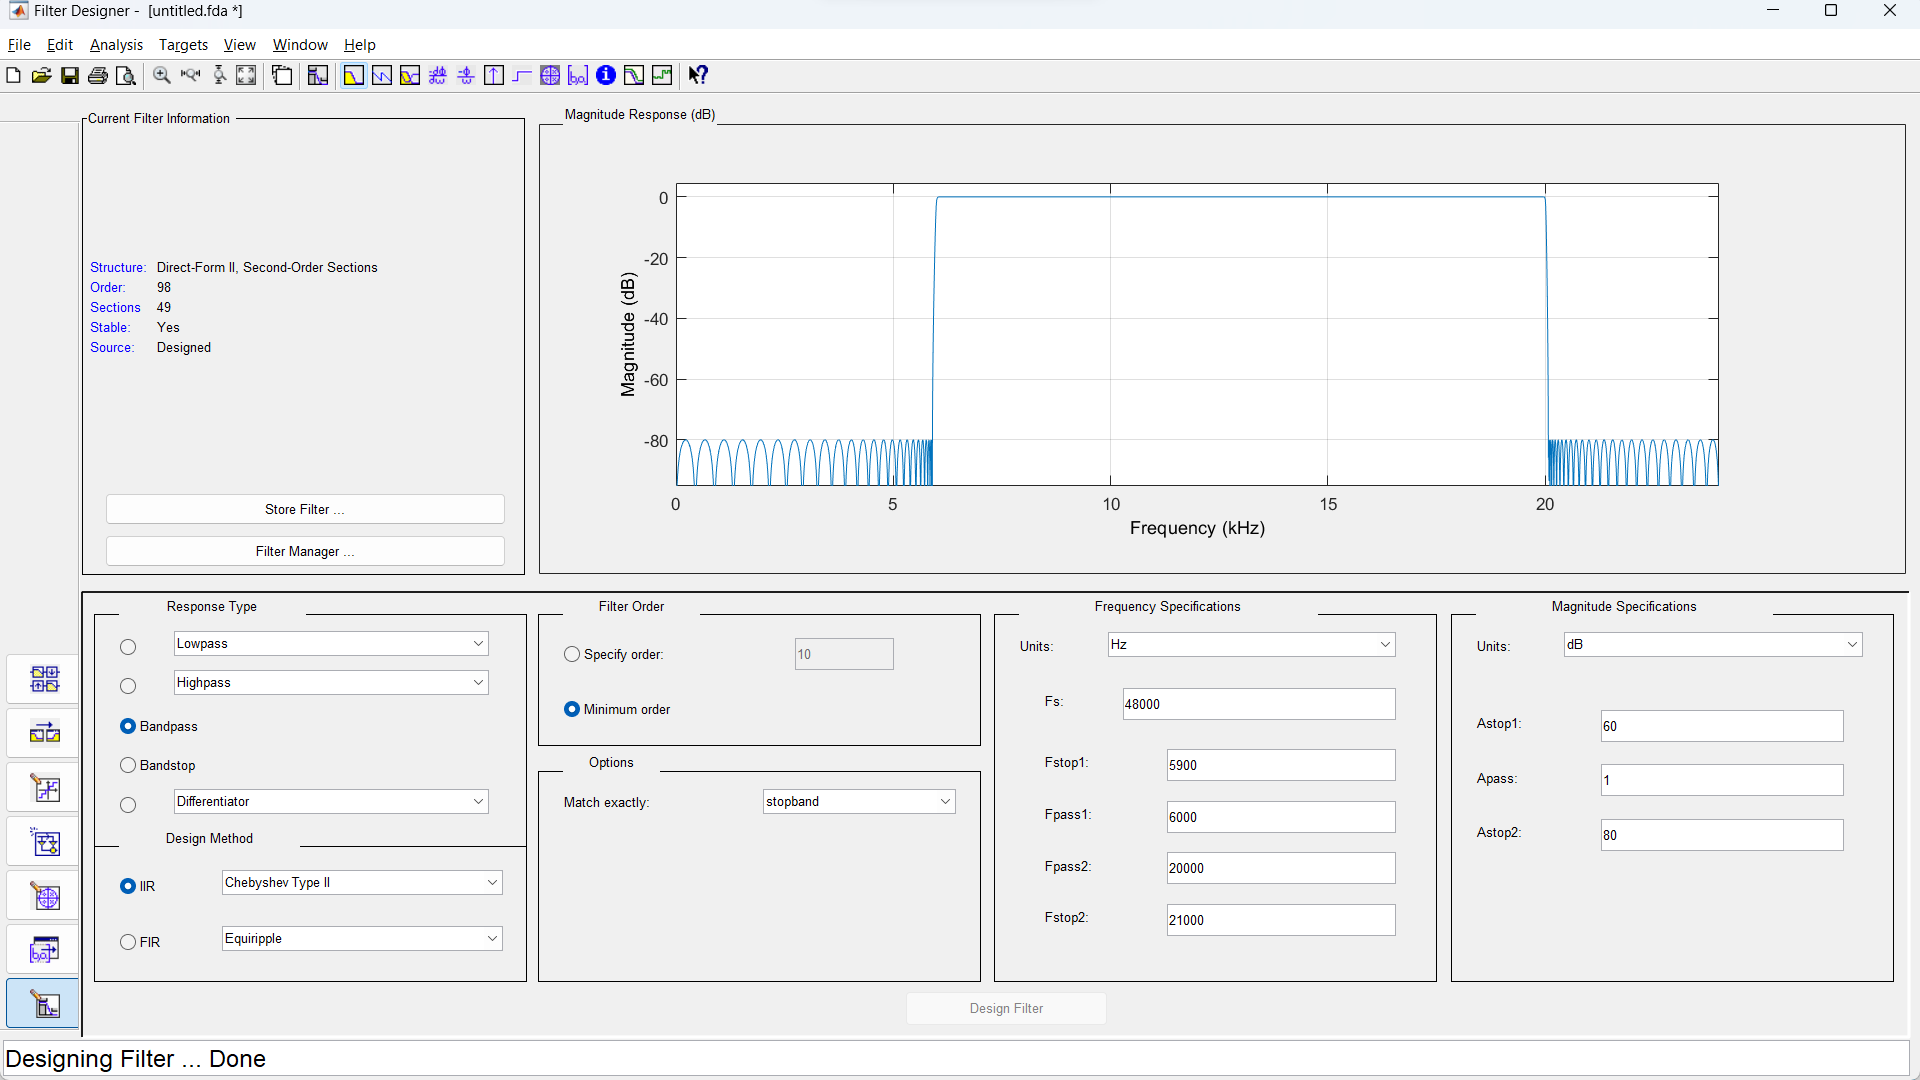 Filter Designer - [untitled.fda *]
File Edit Analysis Targets View Window Help
Current Filter Information
Structure: Direct-Form II, Second-Order Sections
Order: 98
Sections 49
Stable: Yes
Source: Designed
Store Filter ...
Filter Manager ...
Magnitude Response (dB)
Magnitude (dB)
0
-20
-40
-60
-80
0 5 10 15 20
Frequency (kHz)
Response Type
Lowpass
Highpass
Bandpass
Bandstop
Differentiator
Design Method
IIR Chebyshev Type II
FIR Equiripple
Filter Order
Specify order: 10
Minimum order
Options
Match exactly: stopband
Frequency Specifications
Units: Hz
Fs: 48000
Fstop1: 5900
Fpass1: 6000
Fpass2: 20000
Fstop2: 21000
Magnitude Specifications
Units: dB
Astop1: 60
Apass: 1
Astop2: 80
Design Filter
Designing Filter ... Done